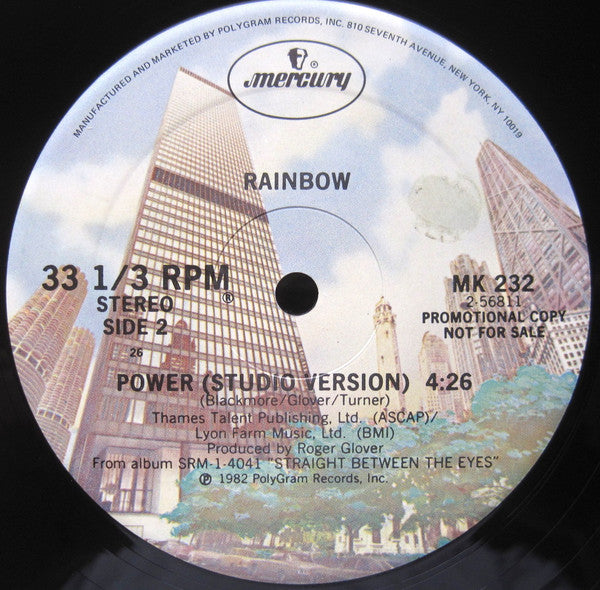 MANUFACTURED AND MARKETED BY POLYGRAM RECORDS, INC. 810 SEVENTH AVENUE, NEW YORK, NY 10019
®
mercury
RAINBOW
33 1/3 RPM
®
STEREO
SIDE 2
26
MK 232
2-56811
PROMOTIONAL COPY
NOT FOR SALE
POWER (STUDIO VERSION) 4:26
(Blackmore/Glover/Turner)
Thames Talent Publishing, Ltd. (ASCAP)/
Lyon Farm Music, Ltd. (BMI)
Produced by Roger Glover
From album SRM-1-4041 "STRAIGHT BETWEEN THE EYES"
℗ © 1982 PolyGram Records, Inc.